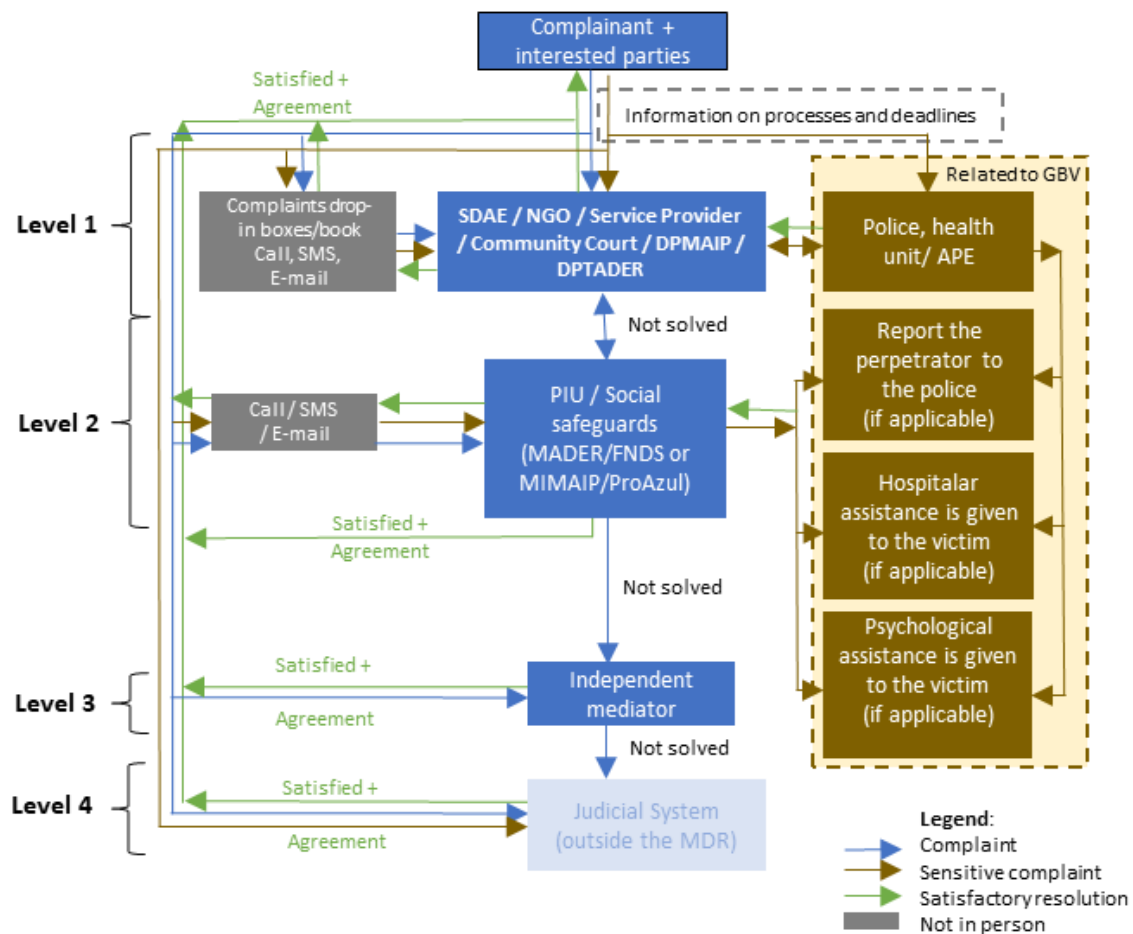 Complainant +
interested parties
Satisfied +
Agreement
Information on processes and deadlines
Related to GBV
Level 1
Complaints drop-
in boxes/book
Call, SMS,
E-mail
SDAE / NGO / Service Provider
/ Community Court / DPMAIP /
DPTADER
Police, health
unit/ APE
Not solved
Level 2
Call / SMS
/ E-mail
PIU / Social
safeguards
(MADER/FNDS or
MIMAIP/ProAzul)
Report the
perpetrator to
the police
(if applicable)
Hospitalar
assistance is given
to the victim
(if applicable)
Satisfied +
Agreement
Not solved
Psychological
assistance is given
to the victim
(if applicable)
Level 3
Satisfied +
Agreement
Independent
mediator
Not solved
Level 4
Satisfied +
Agreement
Judicial System
(outside the MDR)
Legend:
Complaint
Sensitive complaint
Satisfactory resolution
Not in person